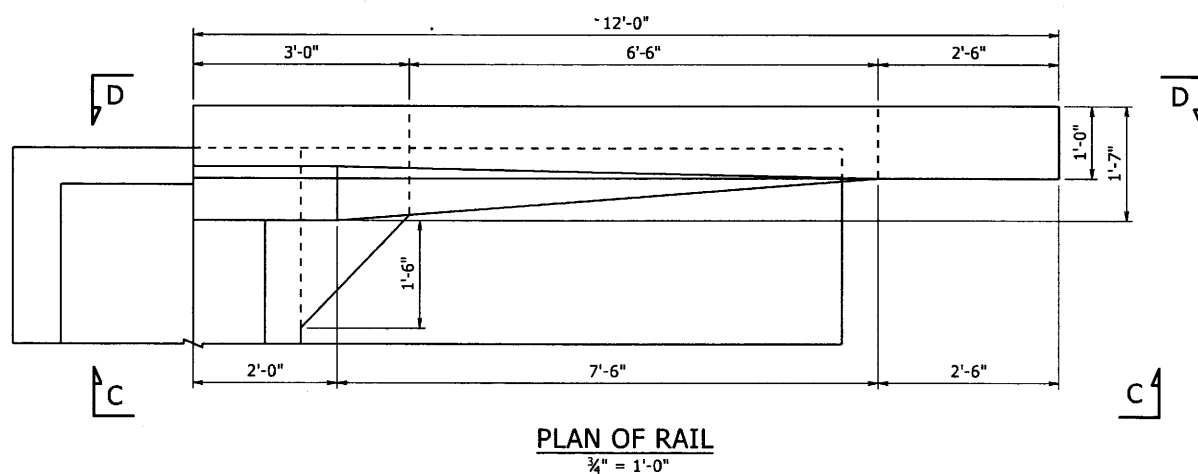 12'-0"
3'-0"
6'-6"
2'-6"
D
D
1'-0"
1'-7"
1'-6"
2'-0"
7'-6"
2'-6"
C
C
PLAN OF RAIL
¾" = 1'-0"